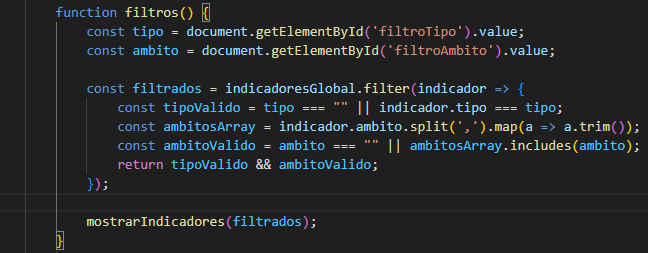 function filtros() {
const tipo = document.getElementById('filtroTipo').value;
const ambito = document.getElementById('filtroAmbito').value;
const filtrados = indicadoresGlobal.filter(indicador => {
const tipoValido = tipo === "" || indicador.tipo === tipo;
const ambitosArray = indicador.ambito.split(',').map(a => a.trim());
const ambitoValido = ambito === "" || ambitosArray.includes(ambito);
return tipoValido && ambitoValido;
});
mostrarIndicadores(filtrados);
}